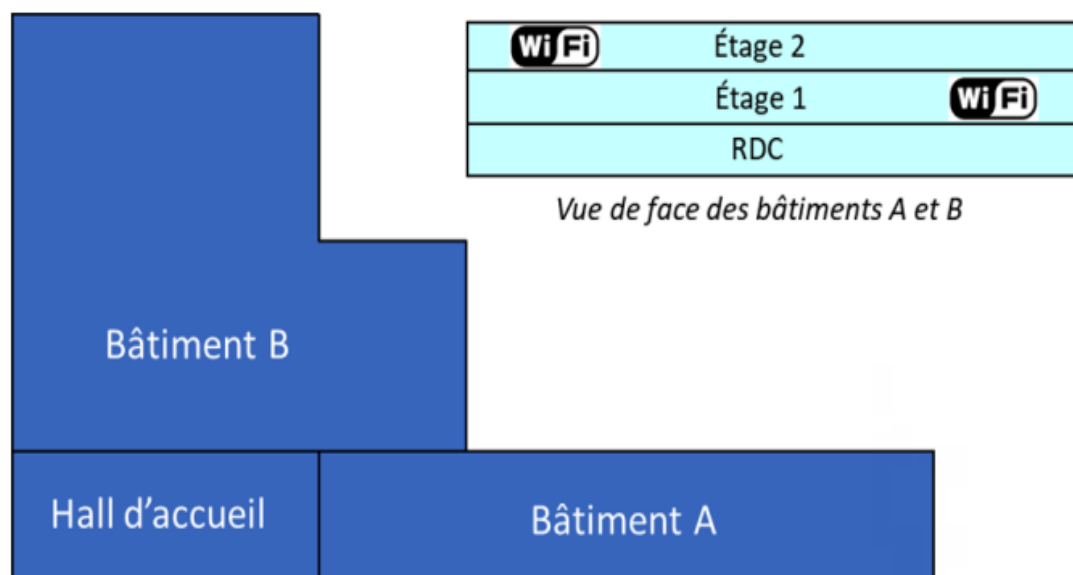 WiFi Étage 2
Étage 1 WiFi
RDC
Vue de face des bâtiments A et B
Bâtiment B
Hall d'accueil
Bâtiment A